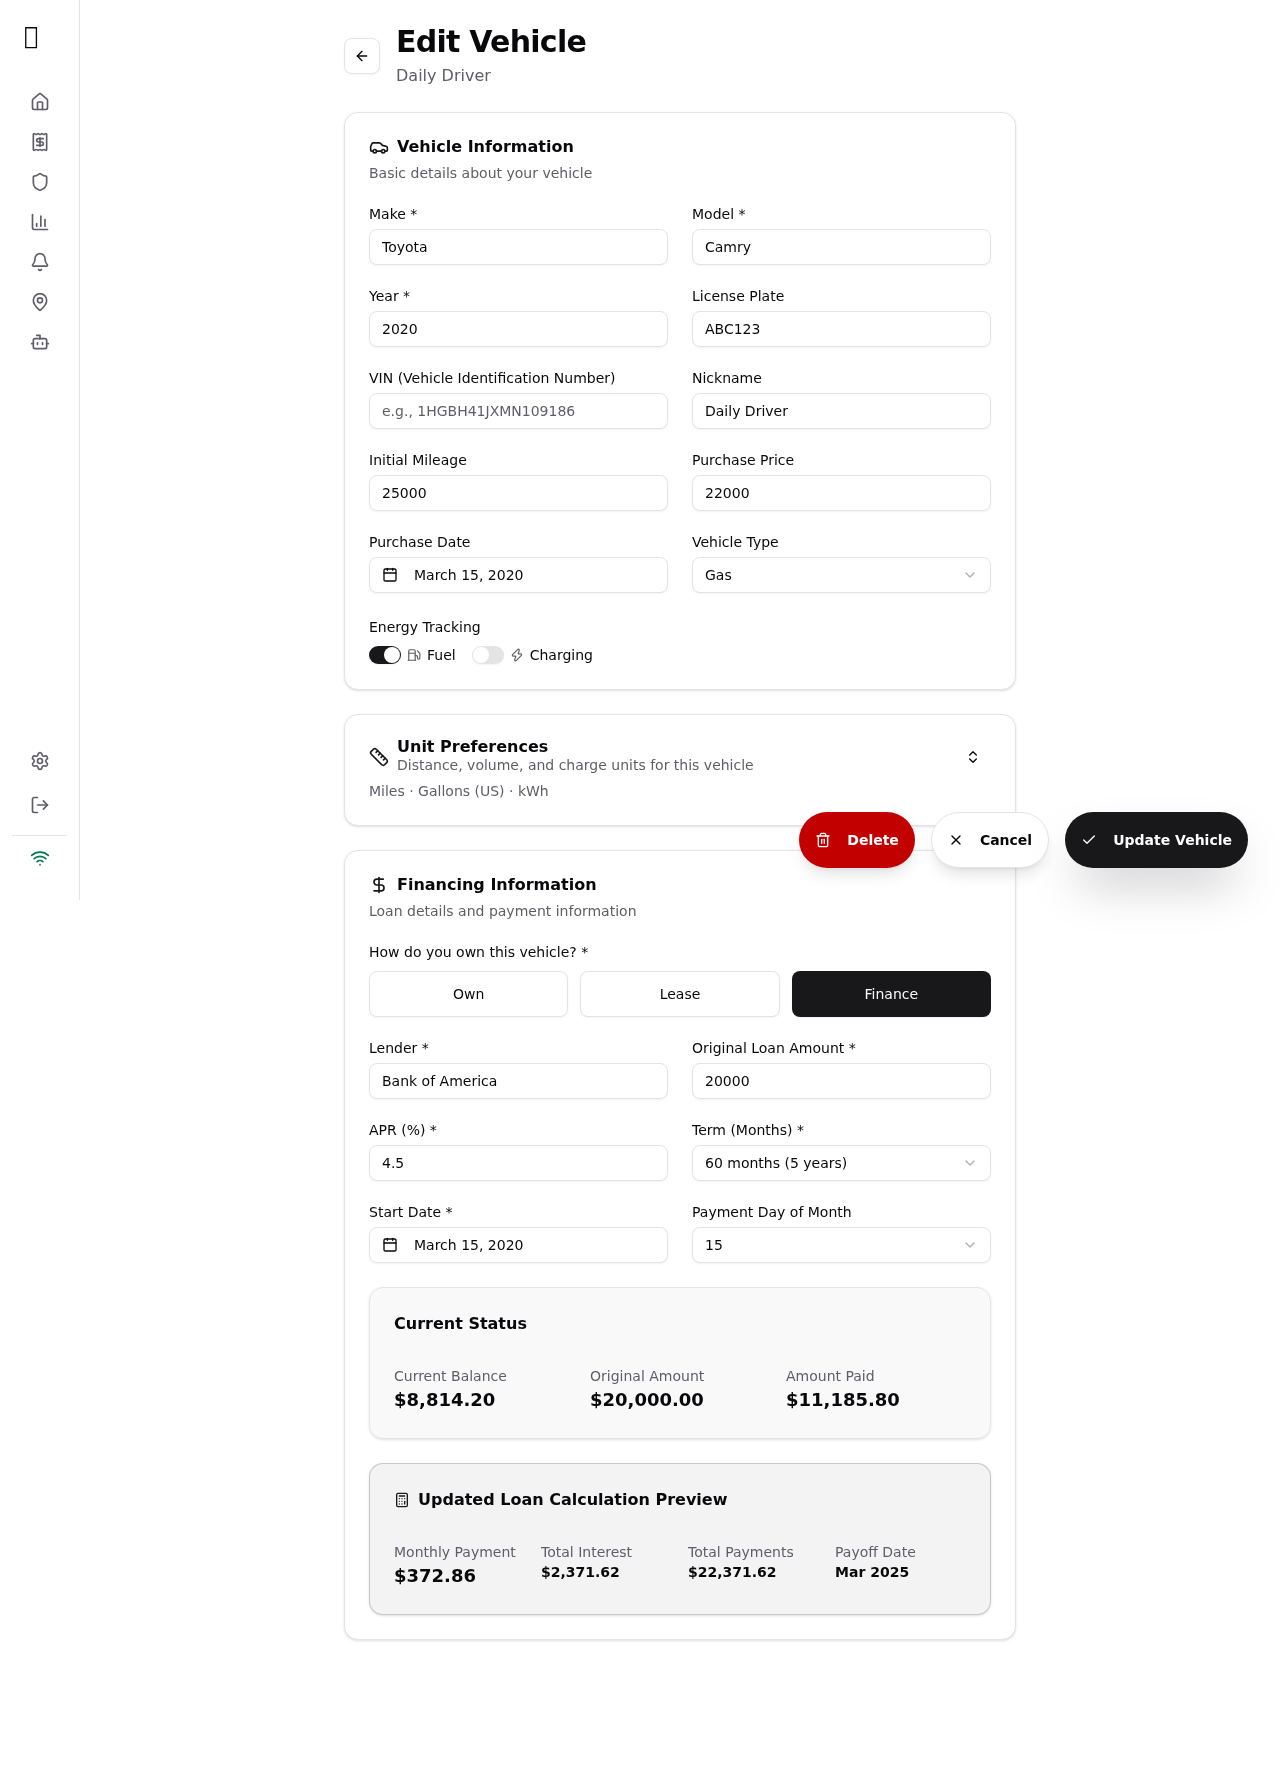 Edit Vehicle
Daily Driver
Vehicle Information
Basic details about your vehicle
Make *
Model *
Toyota
Camry
Year *
License Plate
2020
ABC123
VIN (Vehicle Identification Number)
Nickname
e.g., 1HGBH41JXMN109186
Daily Driver
Initial Mileage
Purchase Price
25000
22000
Purchase Date
Vehicle Type
March 15, 2020
Gas
Energy Tracking
Fuel
Charging
Unit Preferences
Distance, volume, and charge units for this vehicle
Miles · Gallons (US) · kWh
Delete
Cancel
Update Vehicle
Financing Information
Loan details and payment information
How do you own this vehicle? *
Own
Lease
Finance
Lender *
Original Loan Amount *
Bank of America
20000
APR (%) *
Term (Months) *
4.5
60 months (5 years)
Start Date *
Payment Day of Month
March 15, 2020
15
Current Status
Current Balance
Original Amount
Amount Paid
$8,814.20
$20,000.00
$11,185.80
Updated Loan Calculation Preview
Monthly Payment
Total Interest
Total Payments
Payoff Date
$372.86
$2,371.62
$22,371.62
Mar 2025